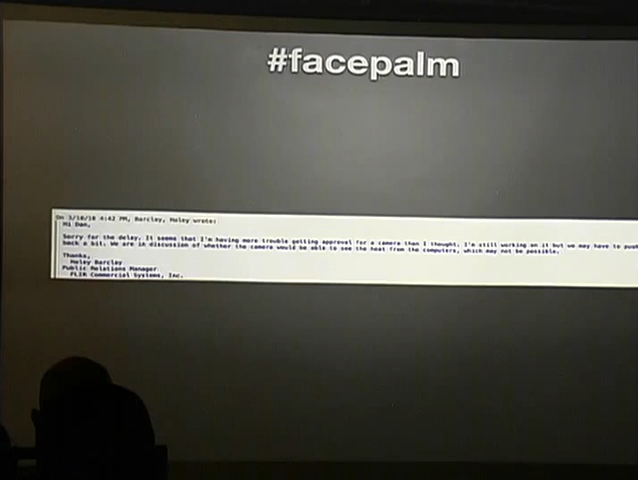 #facepalm
On 3/10/10 4:42 PM, Barclay, Haley wrote:
Hi Dan,
Sorry for the delay. It seems that I'm having more trouble getting approval for a camera than I thought. I'm still working on it but we may have to push
back a bit. We are in discussion of whether the camera would be able to see the heat from the computers, which may not be possible.
Thanks,
Haley Barclay
Public Relations Manager
FLIR Commercial Systems, Inc.